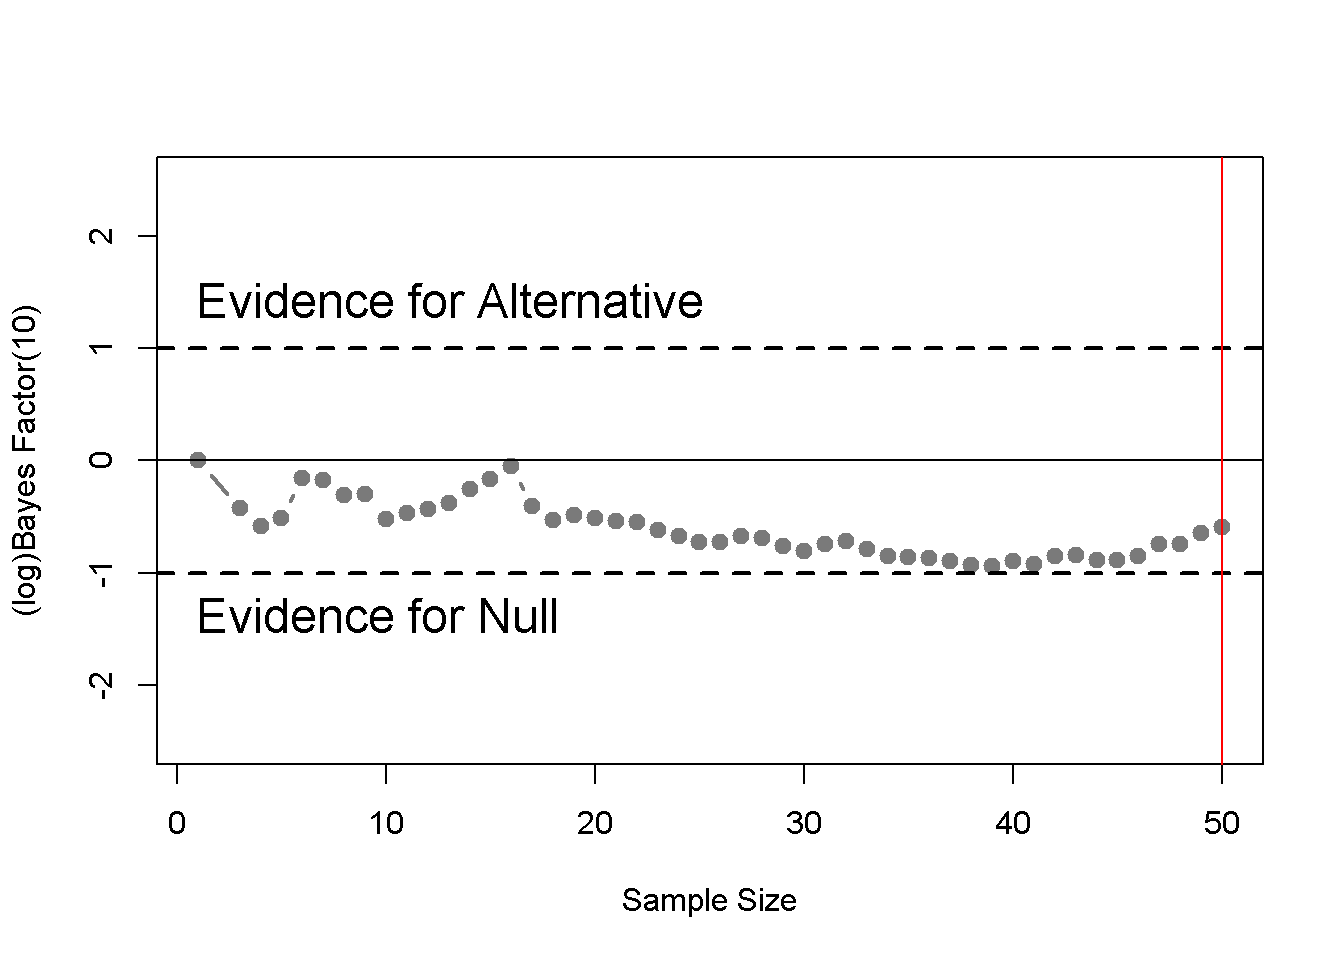 2
Evidence for Alternative
1
0
-1
Evidence for Null
-2
(log)Bayes Factor(10)
0 10 20 30 40 50
Sample Size